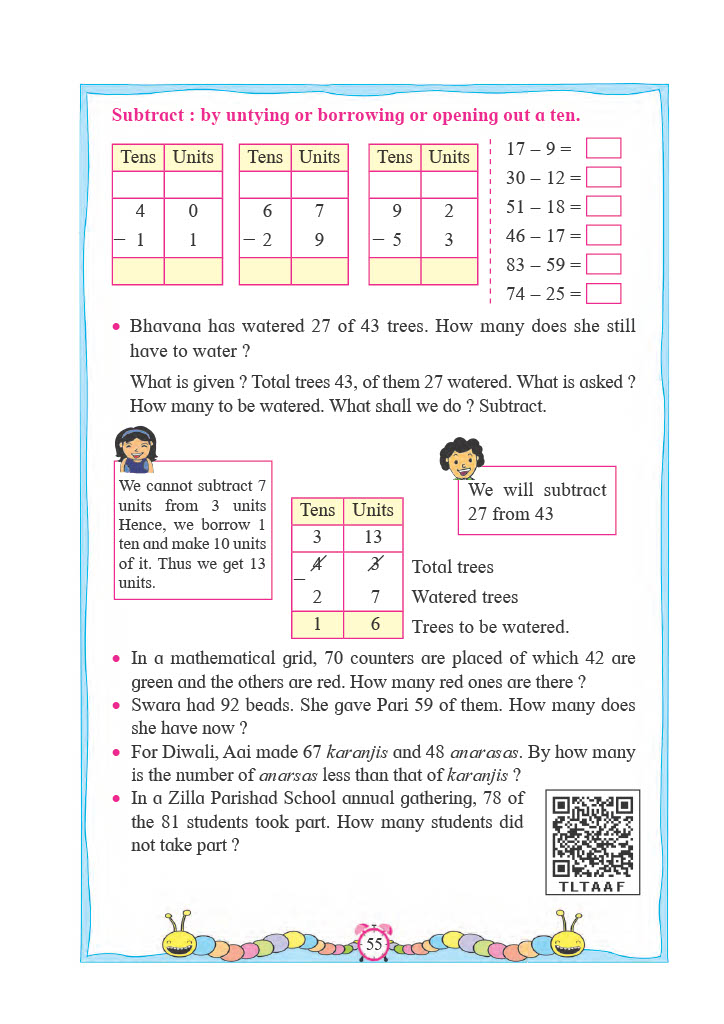 Subtract : by untying or borrowing or opening out a ten.
Tens Units
4 0
– 1 1
Tens Units
6 7
– 2 9
Tens Units
9 2
– 5 3
17 – 9 =
30 – 12 =
51 – 18 =
46 – 17 =
83 – 59 =
74 – 25 =
• Bhavana has watered 27 of 43 trees. How many does she still
have to water ?
What is given ? Total trees 43, of them 27 watered. What is asked ?
How many to be watered. What shall we do ? Subtract.
We cannot subtract 7
units from 3 units
Hence, we borrow 1
ten and make 10 units
of it. Thus we get 13
units.
We will subtract
27 from 43
Tens Units
3 13
4 3 Total trees
–
2 7 Watered trees
1 6 Trees to be watered.
• In a mathematical grid, 70 counters are placed of which 42 are
green and the others are red. How many red ones are there ?
• Swara had 92 beads. She gave Pari 59 of them. How many does
she have now ?
• For Diwali, Aai made 67 karanjis and 48 anarasas. By how many
is the number of anarsas less than that of karanjis ?
• In a Zilla Parishad School annual gathering, 78 of
the 81 students took part. How many students did
not take part ?
TLTAAF
55